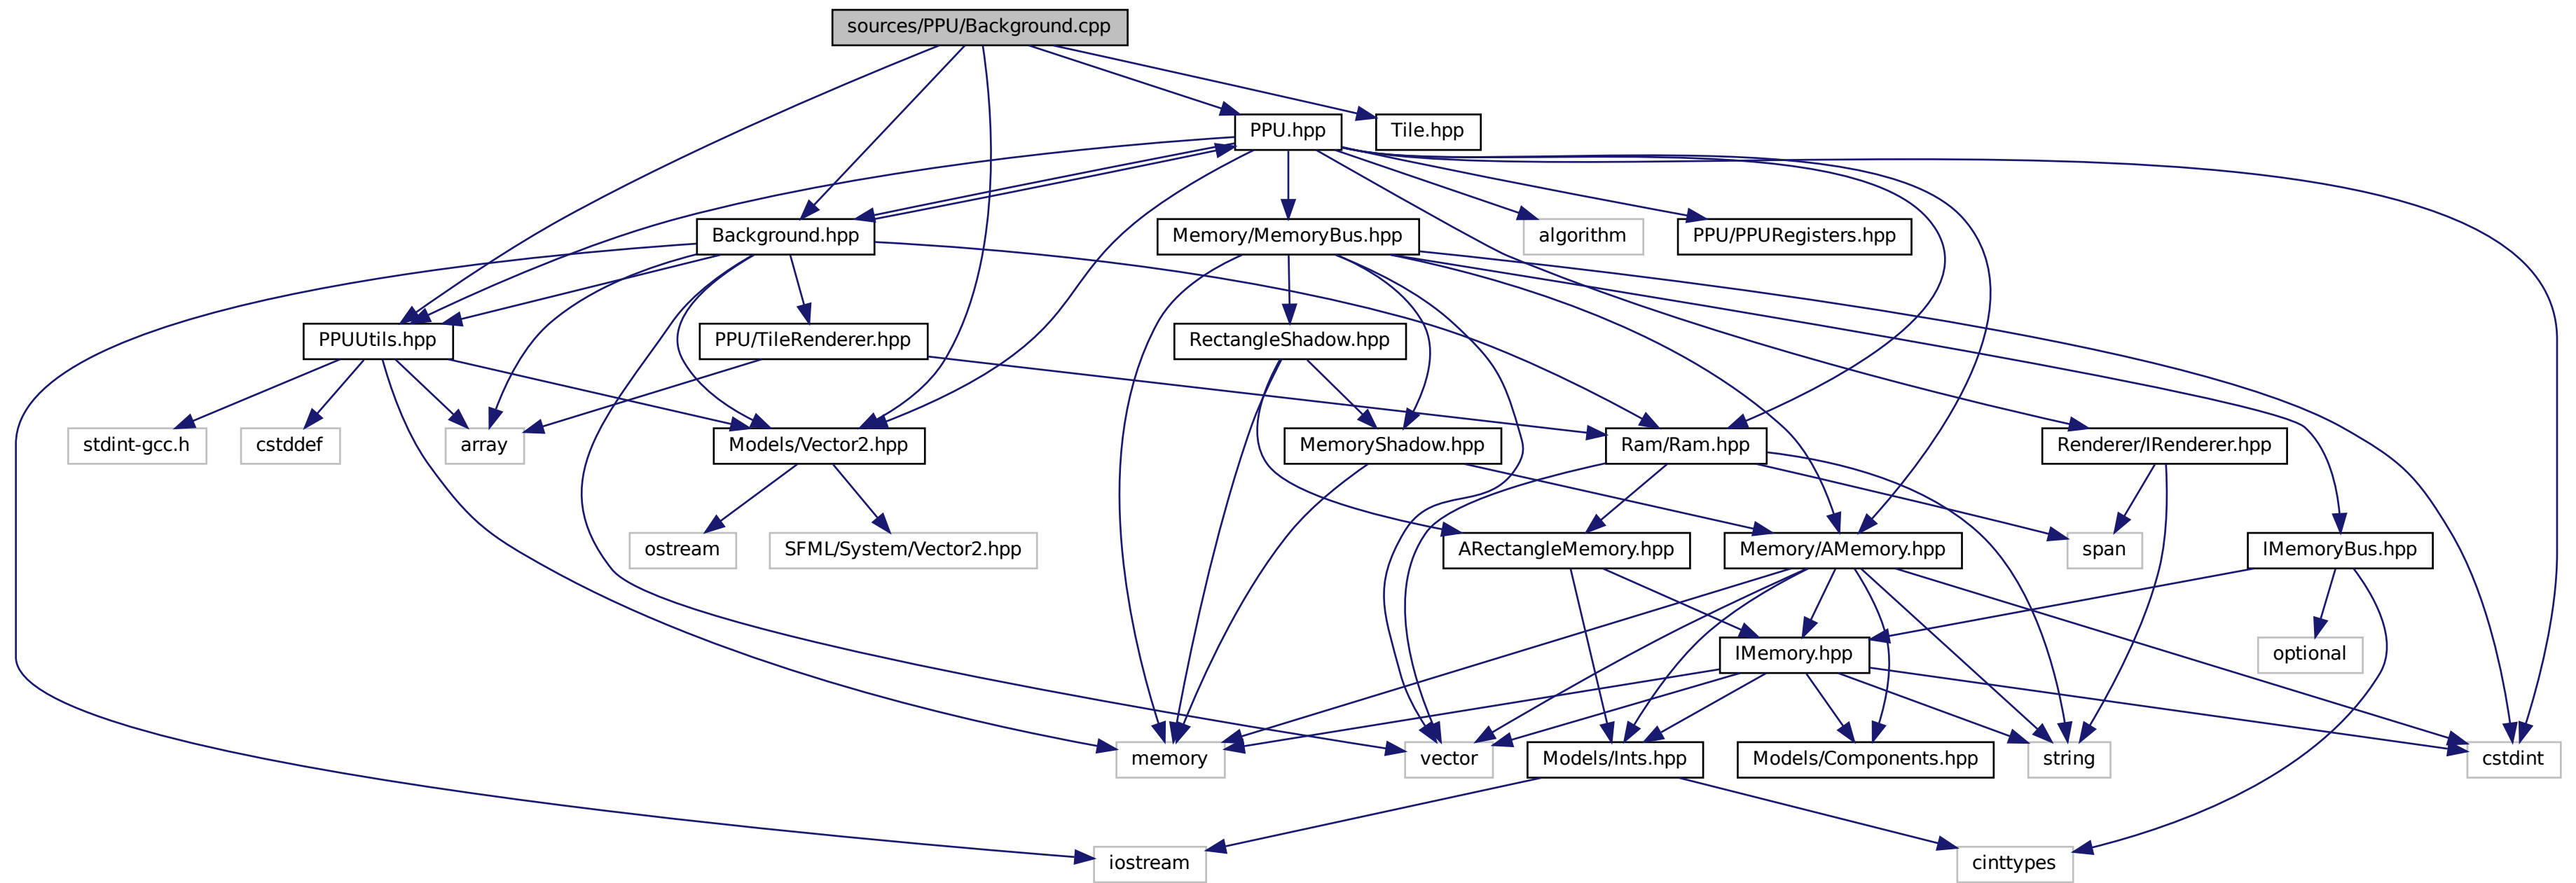 sources/PPU/Background.cpp
PPU.hpp
Tile.hpp
Background.hpp
Memory/MemoryBus.hpp
algorithm
PPU/PPURegisters.hpp
PPUUtils.hpp
PPU/TileRenderer.hpp
RectangleShadow.hpp
stdint-gcc.h
cstddef
array
Models/Vector2.hpp
MemoryShadow.hpp
Ram/Ram.hpp
Renderer/IRenderer.hpp
ostream
SFML/System/Vector2.hpp
ARectangleMemory.hpp
Memory/AMemory.hpp
span
IMemoryBus.hpp
IMemory.hpp
optional
memory
vector
Models/Ints.hpp
Models/Components.hpp
string
cstdint
iostream
cinttypes